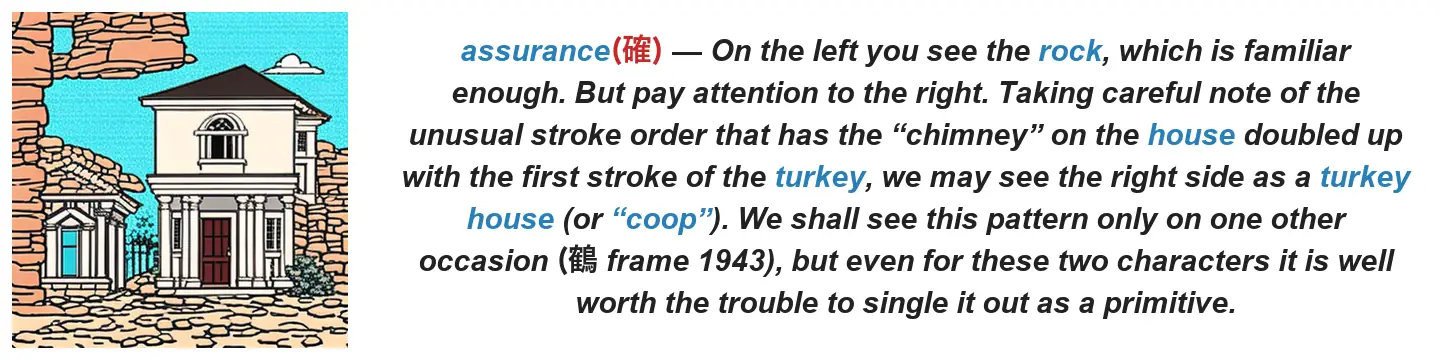 assurance(確) — On the left you see the rock, which is familiar
enough. But pay attention to the right. Taking careful note of the
unusual stroke order that has the “chimney” on the house doubled up
with the first stroke of the turkey, we may see the right side as a turkey
house (or “coop”). We shall see this pattern only on one other
occasion (鶴 frame 1943), but even for these two characters it is well
worth the trouble to single it out as a primitive.